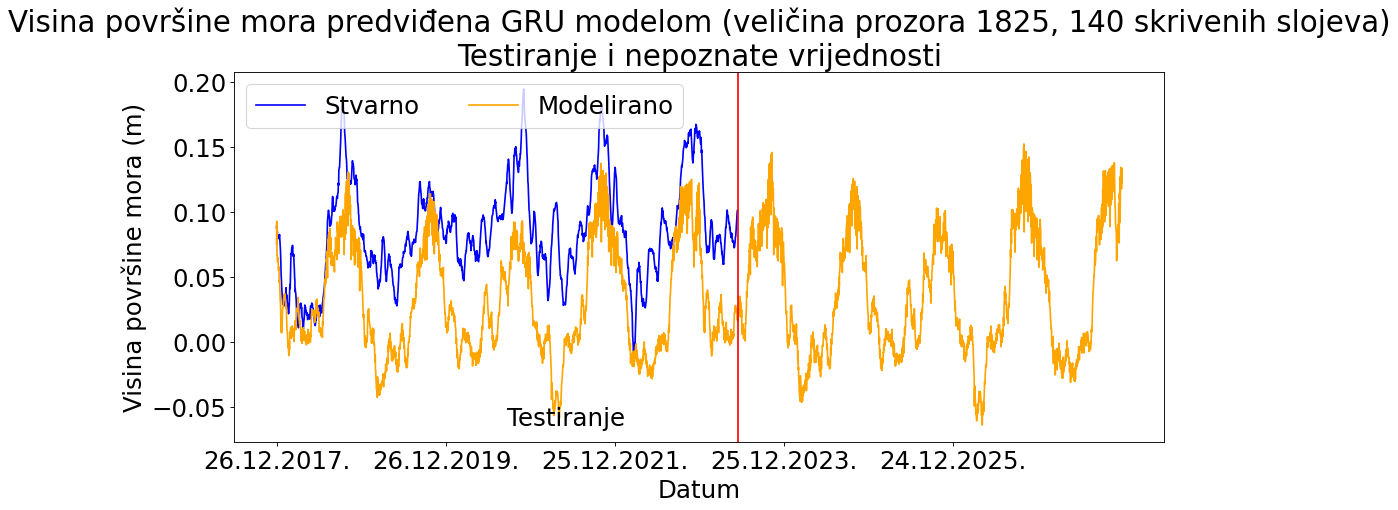 Visina površine mora predviđena GRU modelom (veličina prozora 1825, 140 skrivenih slojeva)
Testiranje i nepoznate vrijednosti
Stvarno
Modelirano
Visina površine mora (m)
0.20
0.15
0.10
0.05
0.00
−0.05
Testiranje
26.12.2017.
26.12.2019.
25.12.2021.
25.12.2023.
24.12.2025.
Datum